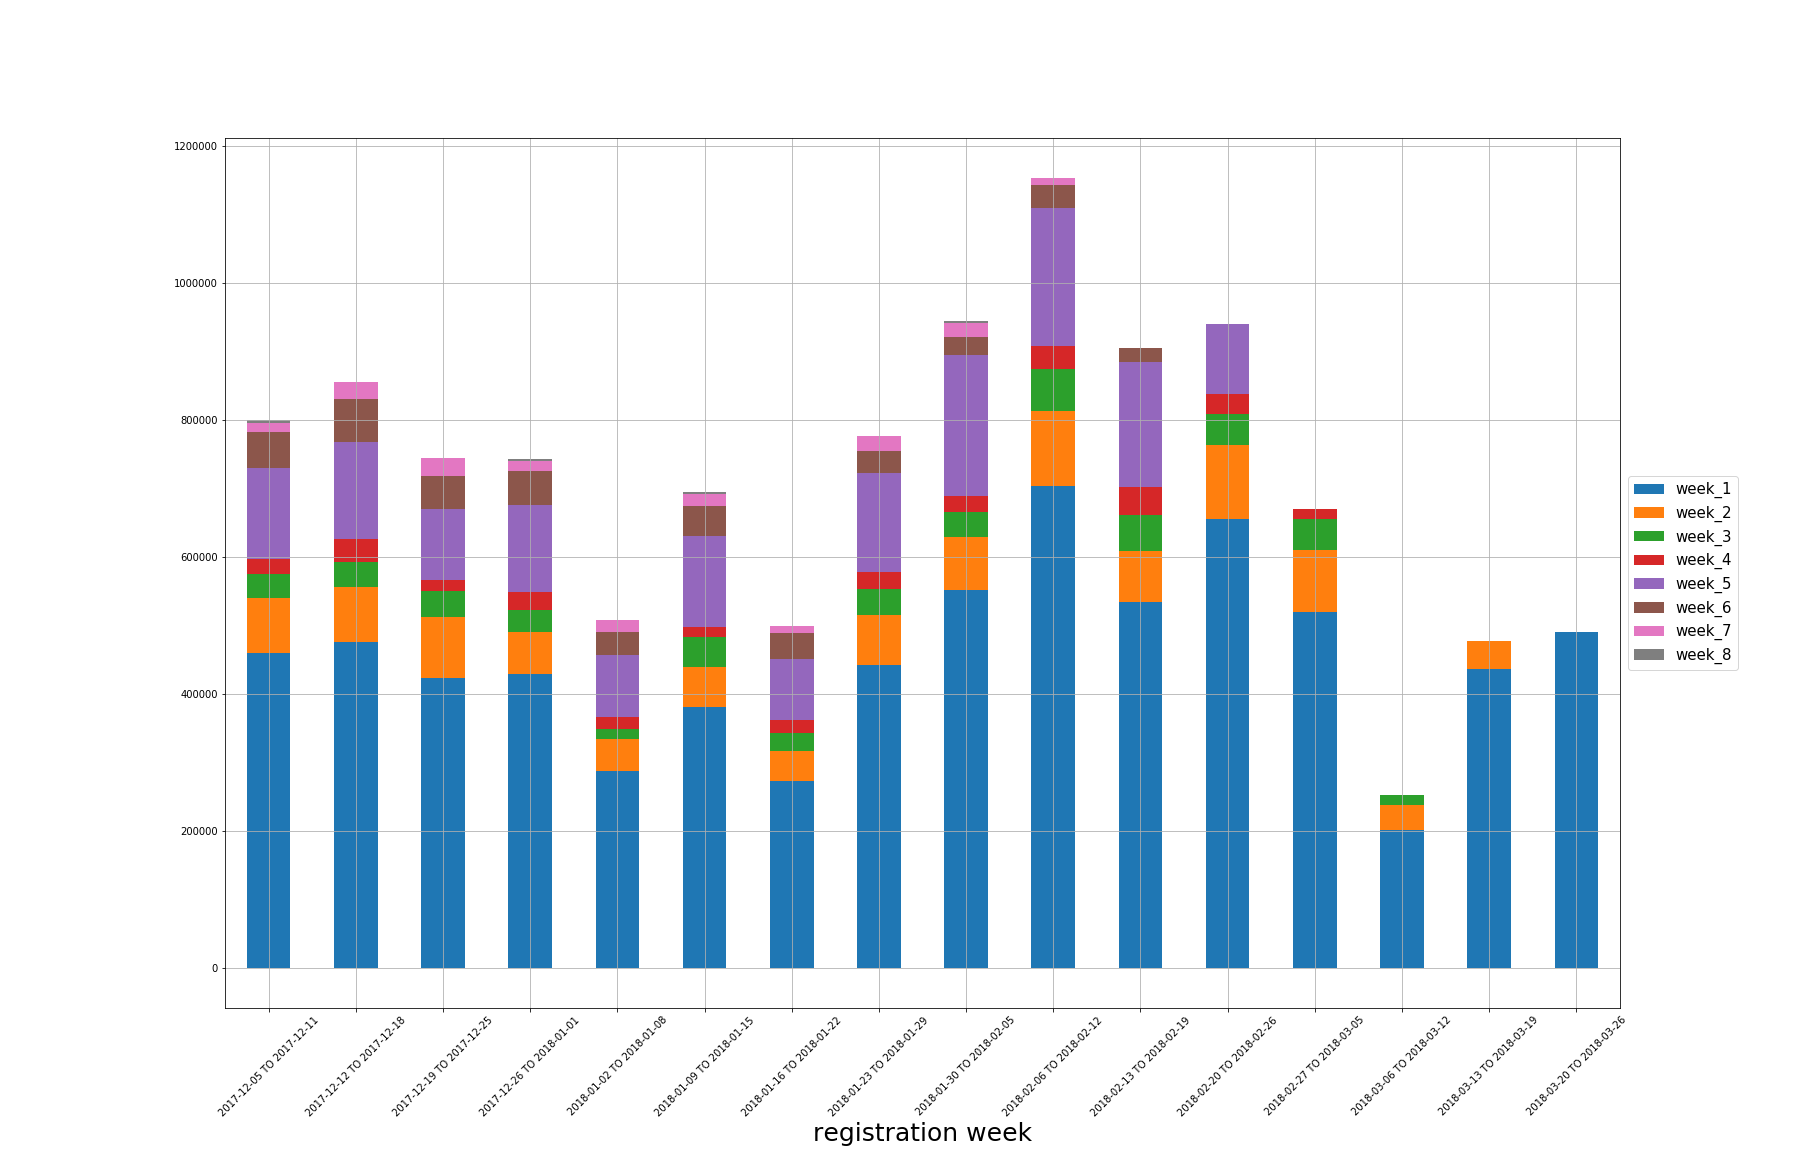 1200000
1000000
800000
600000
400000
200000
0
week_1
week_2
week_3
week_4
week_5
week_6
week_7
week_8
2017-12-05 TO 2017-12-11
2017-12-12 TO 2017-12-18
2017-12-19 TO 2017-12-25
2017-12-26 TO 2018-01-01
2018-01-02 TO 2018-01-08
2018-01-09 TO 2018-01-15
2018-01-16 TO 2018-01-22
2018-01-23 TO 2018-01-29
2018-01-30 TO 2018-02-05
2018-02-06 TO 2018-02-12
2018-02-13 TO 2018-02-19
2018-02-20 TO 2018-02-26
2018-02-27 TO 2018-03-05
2018-03-06 TO 2018-03-12
2018-03-13 TO 2018-03-19
2018-03-20 TO 2018-03-26
registration week